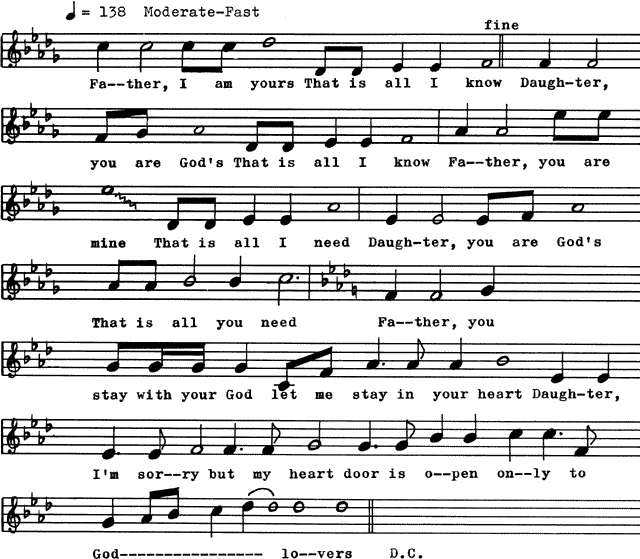 ♩ = 138 Moderate-Fast
fine
Fa--ther, I am yours That is all I know Daugh-ter,
you are God's That is all I know Fa--ther, you are
mine That is all I need Daugh-ter, you are God's
That is all you need Fa--ther, you
stay with your God let me stay in your heart Daugh-ter,
I'm sor--ry but my heart door is o--pen on--ly to
God---------------- lo--vers D.C.